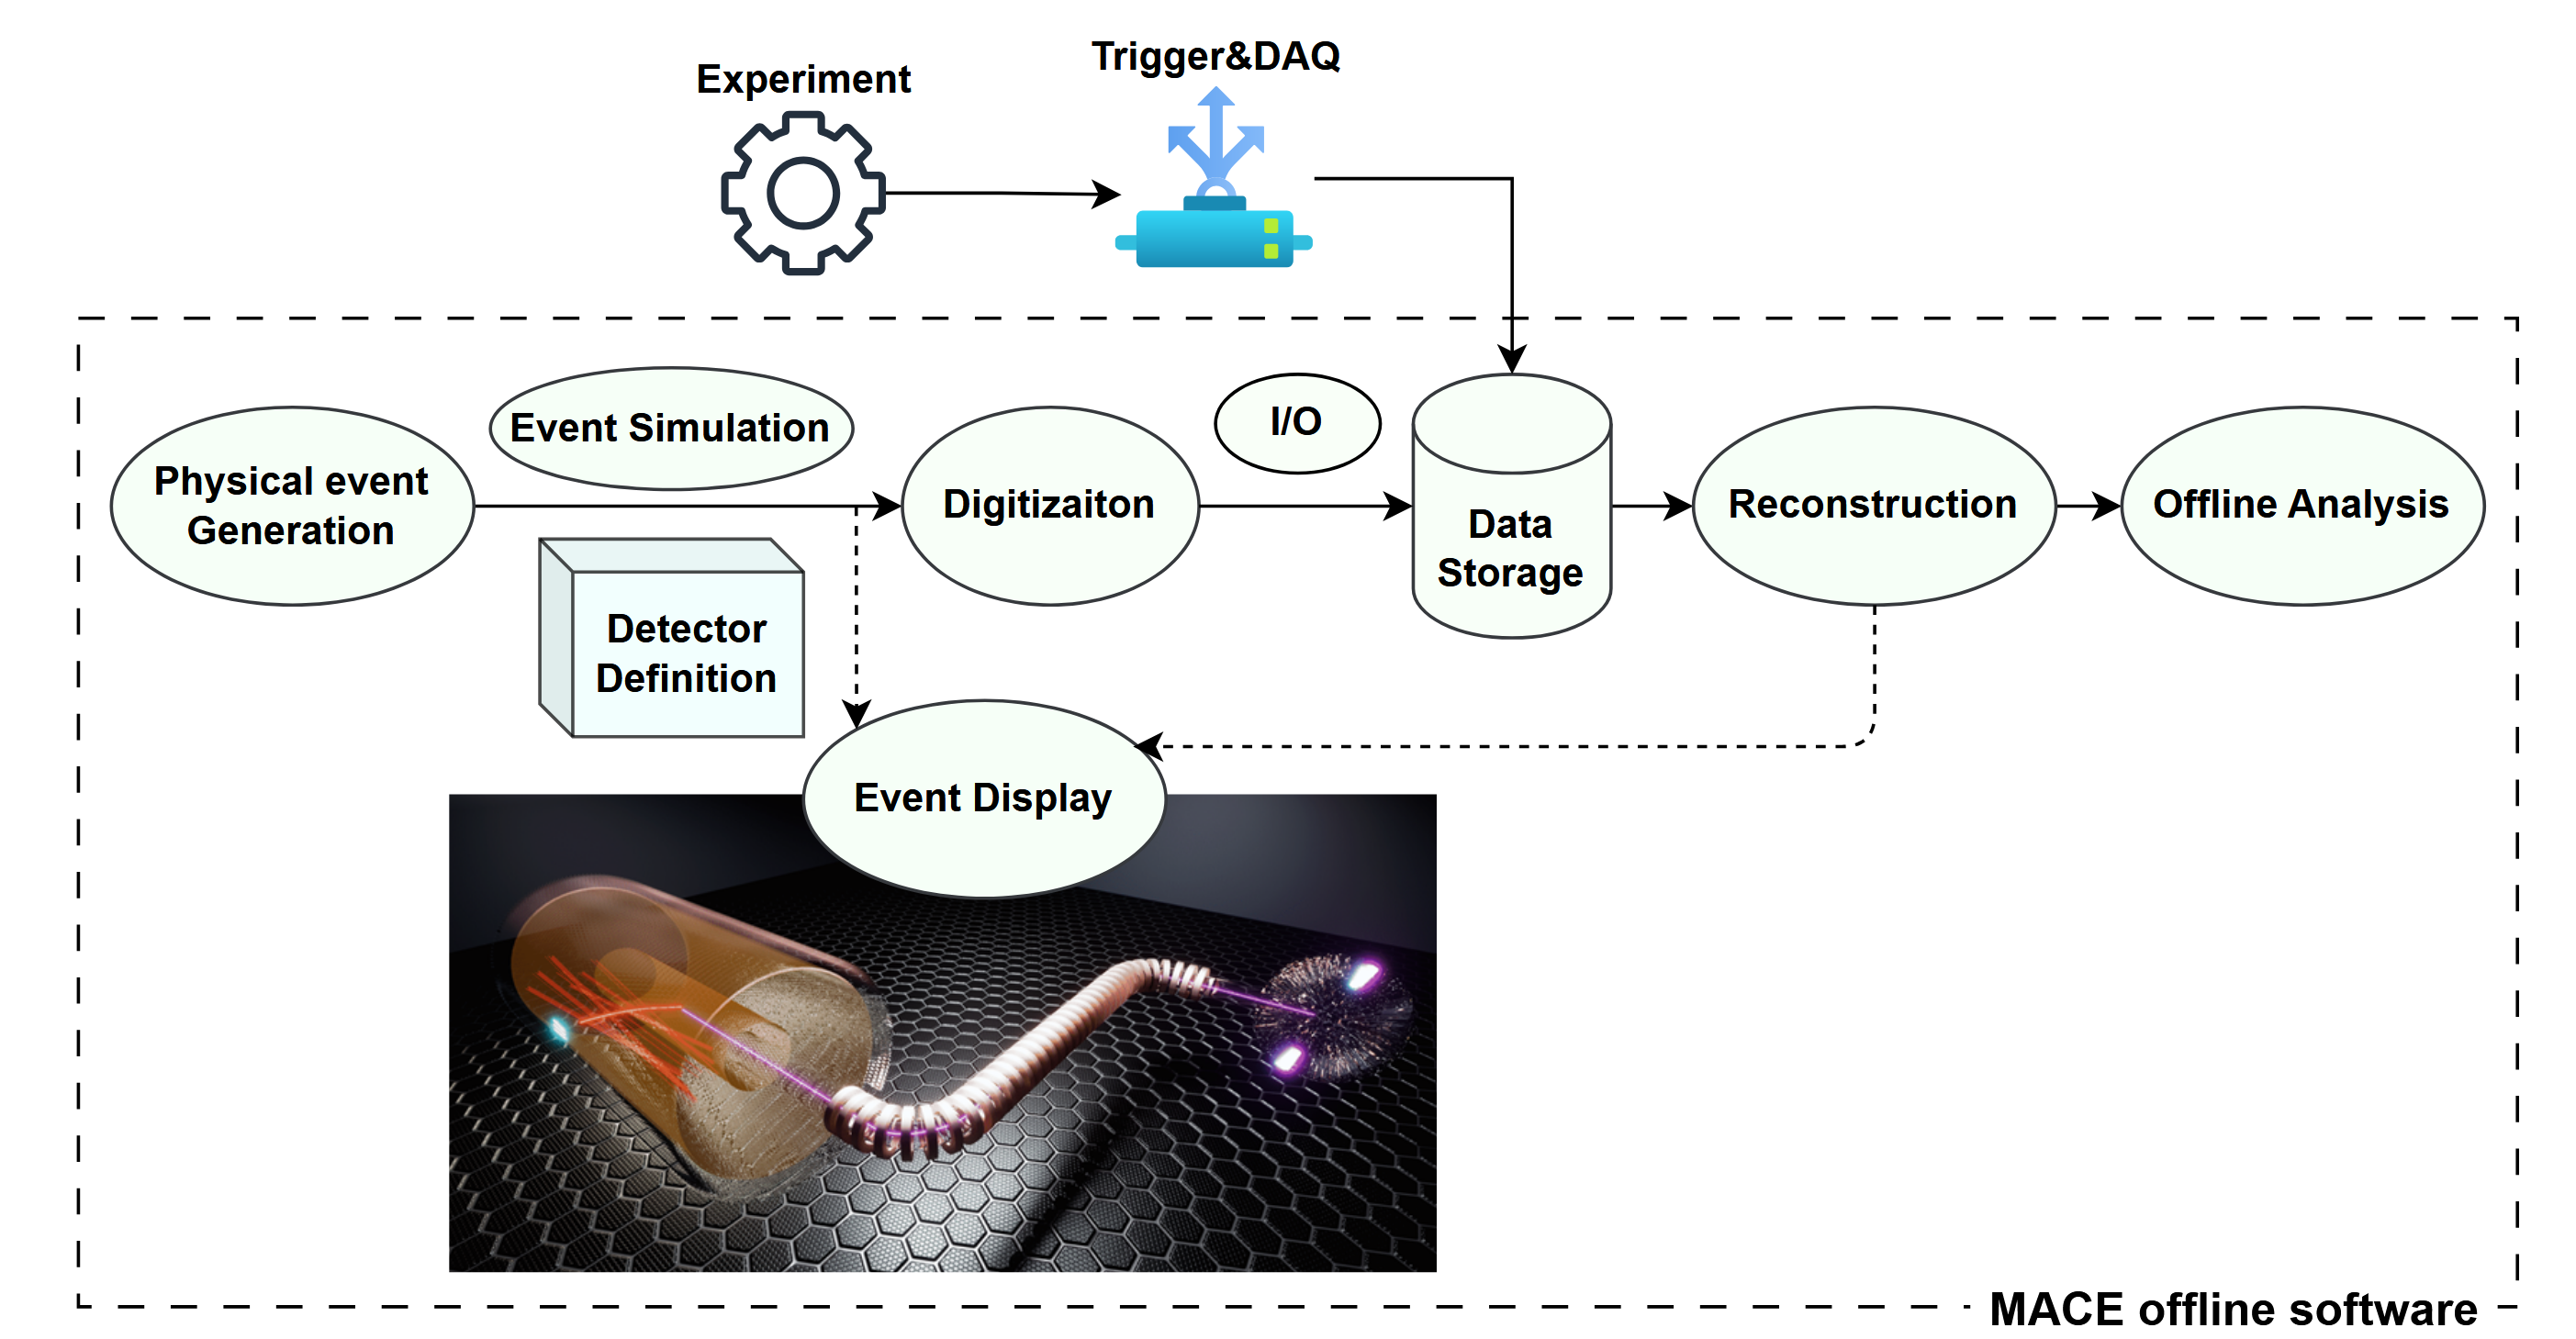 Experiment
Trigger&DAQ
Physical event
Generation
Event Simulation
Detector
Definition
Digitizaiton
I/O
Data
Storage
Reconstruction
Offline Analysis
Event Display
MACE offline software